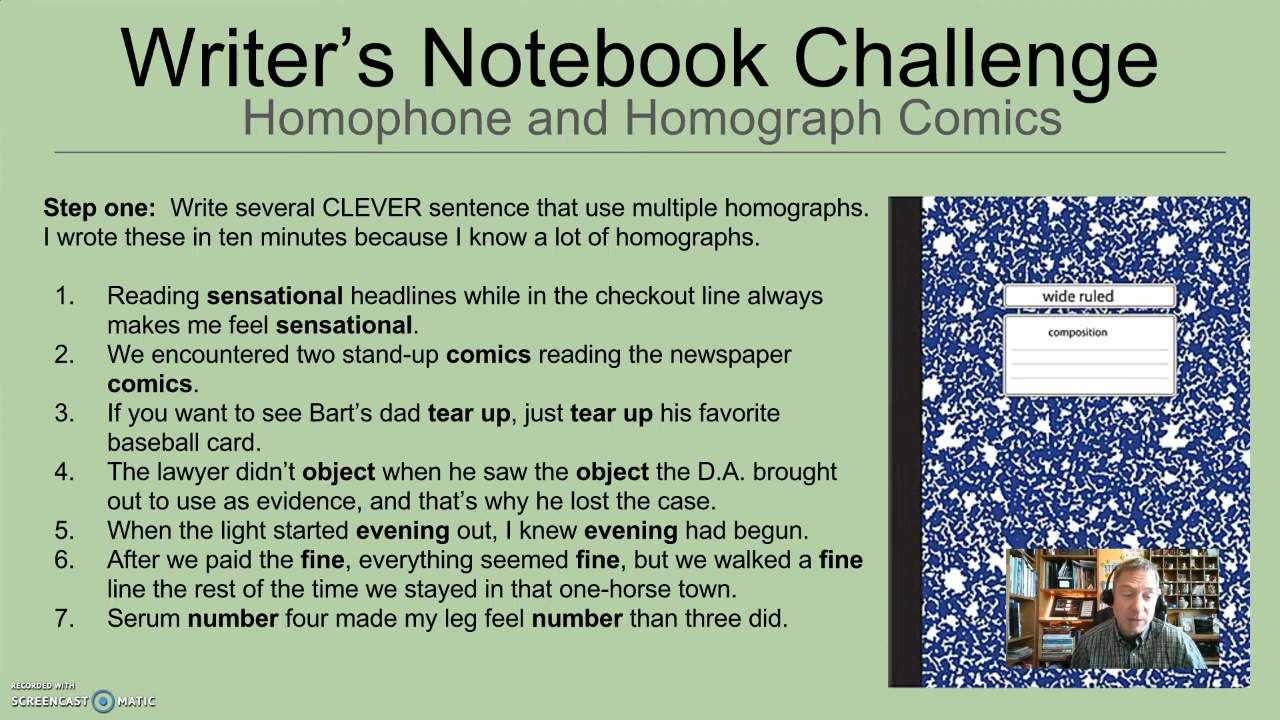 Writer's Notebook Challenge
Homophone and Homograph Comics
Step one: Write several CLEVER sentence that use multiple homographs.
I wrote these in ten minutes because I know a lot of homographs.
1. Reading sensational headlines while in the checkout line always
makes me feel sensational.
2. We encountered two stand-up comics reading the newspaper
comics.
3. If you want to see Bart's dad tear up, just tear up his favorite
baseball card.
4. The lawyer didn't object when he saw the object the D.A. brought
out to use as evidence, and that's why he lost the case.
5. When the light started evening out, I knew evening had begun.
6. After we paid the fine, everything seemed fine, but we walked a fine
line the rest of the time we stayed in that one-horse town.
7. Serum number four made my leg feel number than three did.
wide ruled
composition
RECORDED WITH
SCREENCAST MATIC